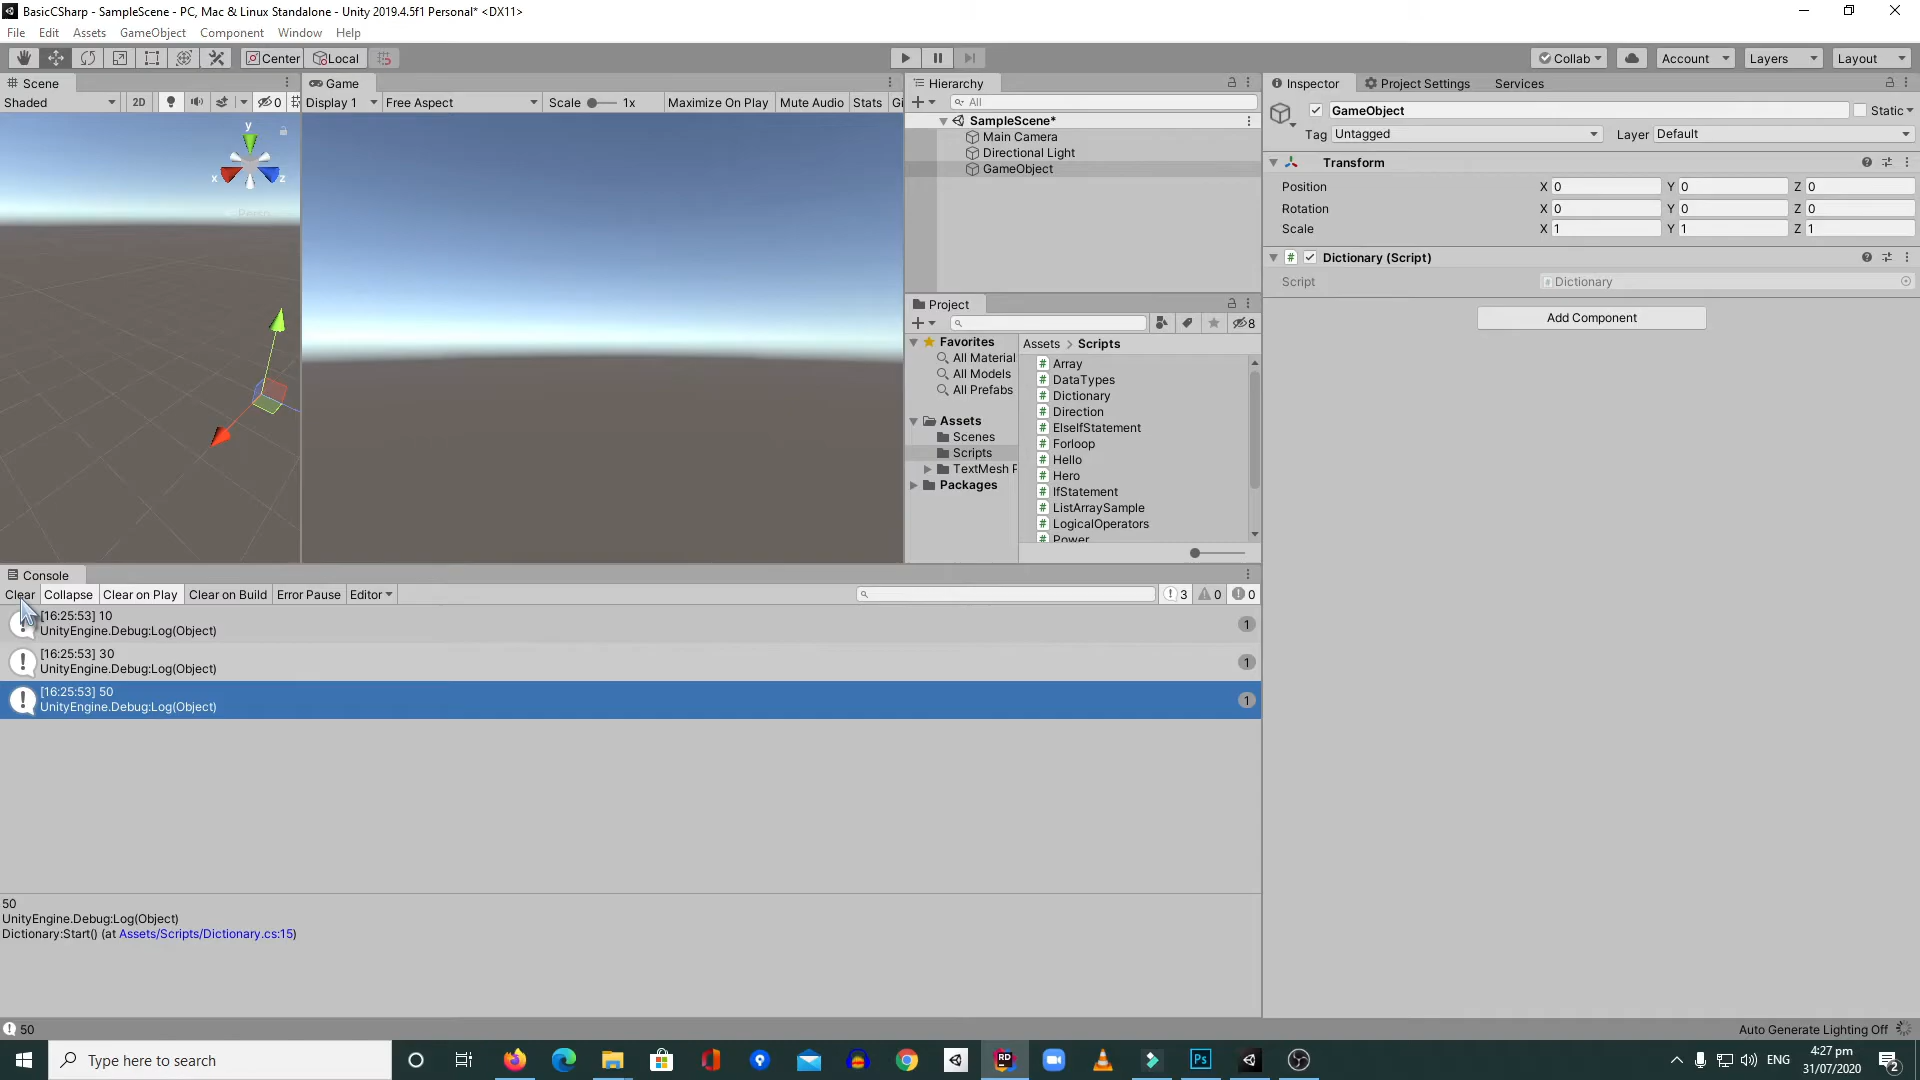 BasicCSharp - SampleScene - PC, Mac & Linux Standalone - Unity 2019.4.5f1 Personal* <DX11>
File Edit Assets GameObject Component Window Help
Center Local Collab Account Layers Layout
Scene Game Hierarchy Inspector Project Settings Services
Shaded 2D 0 Display 1 Free Aspect Scale 1x Maximize On Play Mute Audio Stats Gi All
GameObject Static
Tag Untagged Layer Default
y
x z
Persp
SampleScene*
Main Camera
Directional Light
GameObject
Transform
Position X 0 Y 0 Z 0
Rotation X 0 Y 0 Z 0
Scale X 1 Y 1 Z 1
Dictionary (Script)
Script Dictionary
Add Component
Project
8
Favorites
All Material
All Models
All Prefabs
Assets
Scenes
Scripts
TextMesh P
Packages
Assets > Scripts
Array
DataTypes
Dictionary
Direction
ElseIfStatement
Forloop
Hello
Hero
IfStatement
ListArraySample
LogicalOperators
Power
Console
Clear Collapse Clear on Play Clear on Build Error Pause Editor 3 0 0
[16:25:53] 10
UnityEngine.Debug:Log(Object) 1
[16:25:53] 30
UnityEngine.Debug:Log(Object) 1
[16:25:53] 50
UnityEngine.Debug:Log(Object) 1
50
UnityEngine.Debug:Log(Object)
Dictionary:Start() (at Assets/Scripts/Dictionary.cs:15)
50 Auto Generate Lighting Off
Type here to search RD Ps ENG 4:27 pm
31/07/2020 2